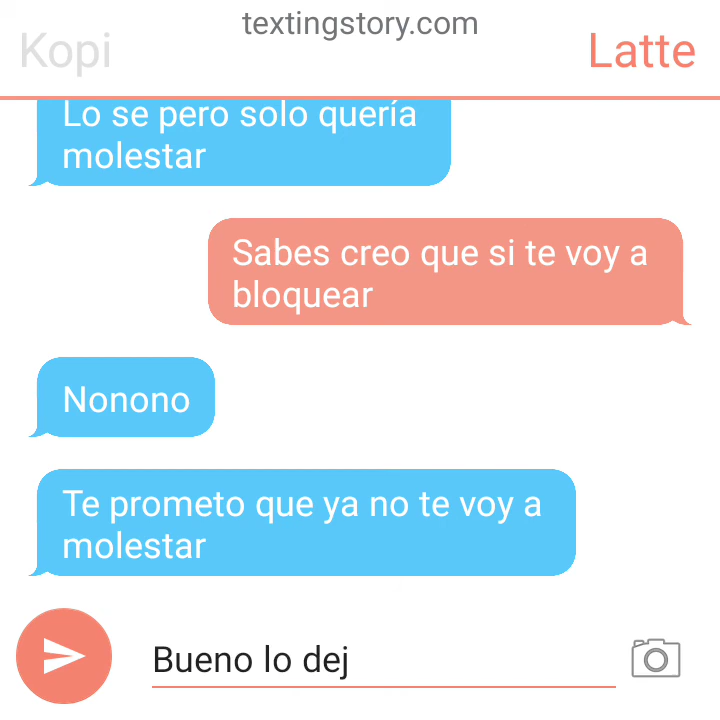 textingstory.com
Kopi
Latte
Lo se pero solo quería
molestar
Sabes creo que si te voy a
bloquear
Nonono
Te prometo que ya no te voy a
molestar
Bueno lo dej